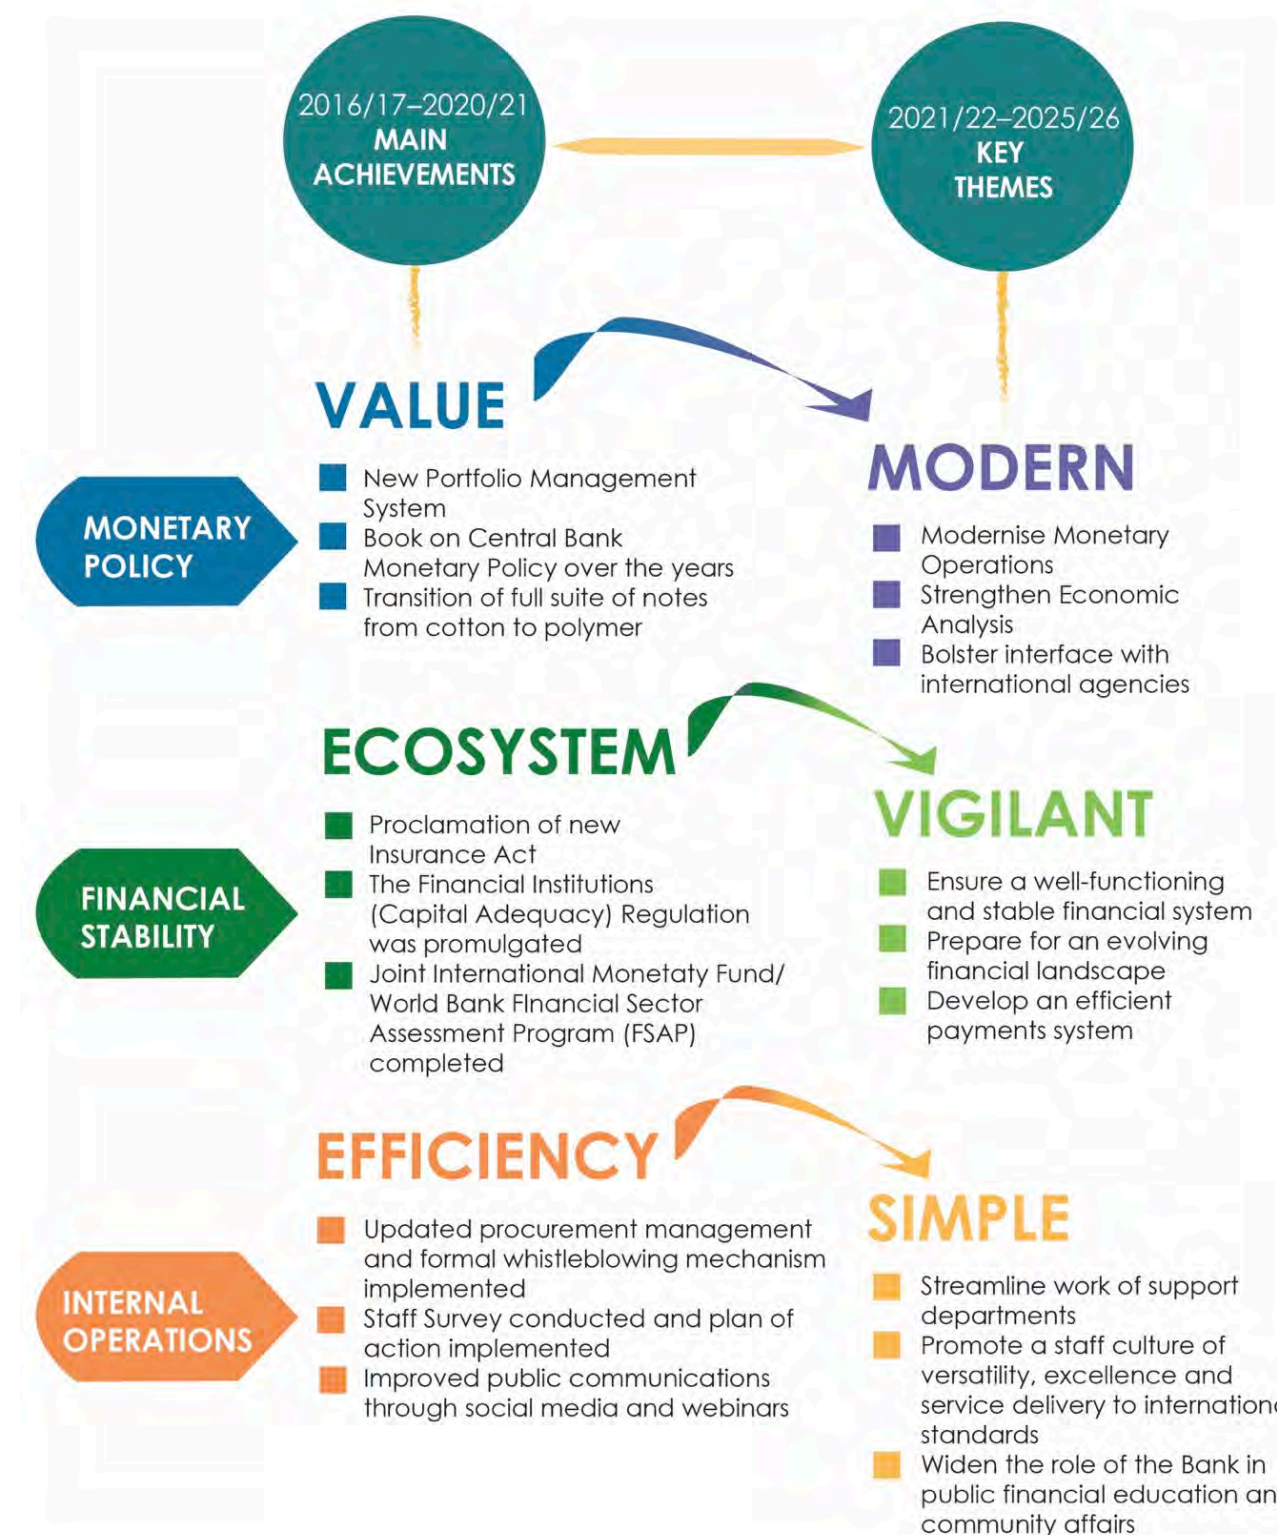 2016/17–2020/21
MAIN
ACHIEVEMENTS
2021/22–2025/26
KEY
THEMES
MONETARY
POLICY
VALUE
New Portfolio Management
System
Book on Central Bank
Monetary Policy over the years
Transition of full suite of notes
from cotton to polymer
MODERN
Modernise Monetary
Operations
Strengthen Economic
Analysis
Bolster interface with
international agencies
FINANCIAL
STABILITY
ECOSYSTEM
Proclamation of new
Insurance Act
The Financial Institutions
(Capital Adequacy) Regulation
was promulgated
Joint International Monetaty Fund/
World Bank FInancial Sector
Assessment Program (FSAP)
completed
VIGILANT
Ensure a well-functioning
and stable financial system
Prepare for an evolving
financial landscape
Develop an efficient
payments system
INTERNAL
OPERATIONS
EFFICIENCY
Updated procurement management
and formal whistleblowing mechanism
implemented
Staff Survey conducted and plan of
action implemented
Improved public communications
through social media and webinars
SIMPLE
Streamline work of support
departments
Promote a staff culture of
versatility, excellence and
service delivery to
standards
Widen the role of the Bank in
public financial education
community affairs